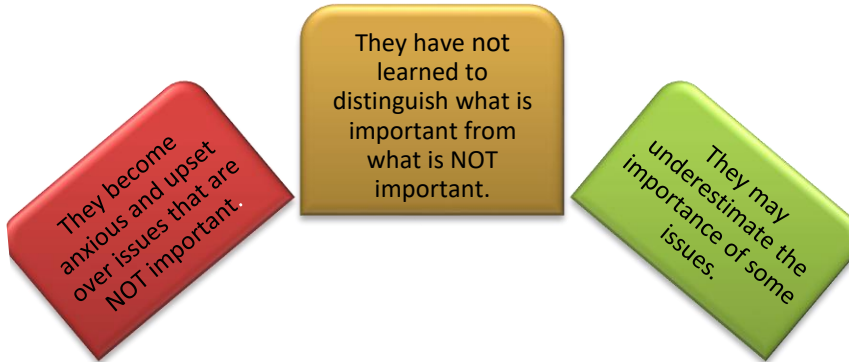 They become
anxious and upset
over issues that are
NOT important.
They have not
learned to
distinguish what is
important from
what is NOT
important.
They may
underestimate the
importance of some
issues.